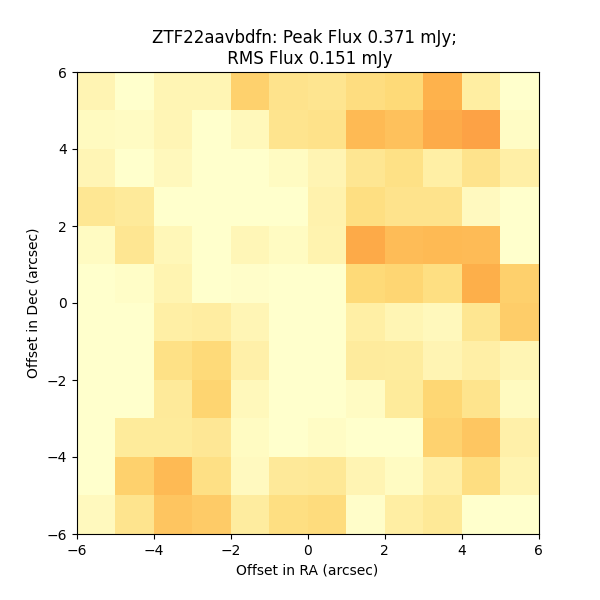 ZTF22aavbdfn: Peak Flux 0.371 mJy;
RMS Flux 0.151 mJy
6
4
2
0
−2
−4
−6
Offset in Dec (arcsec)
−6 −4 −2 0 2 4 6
Offset in RA (arcsec)